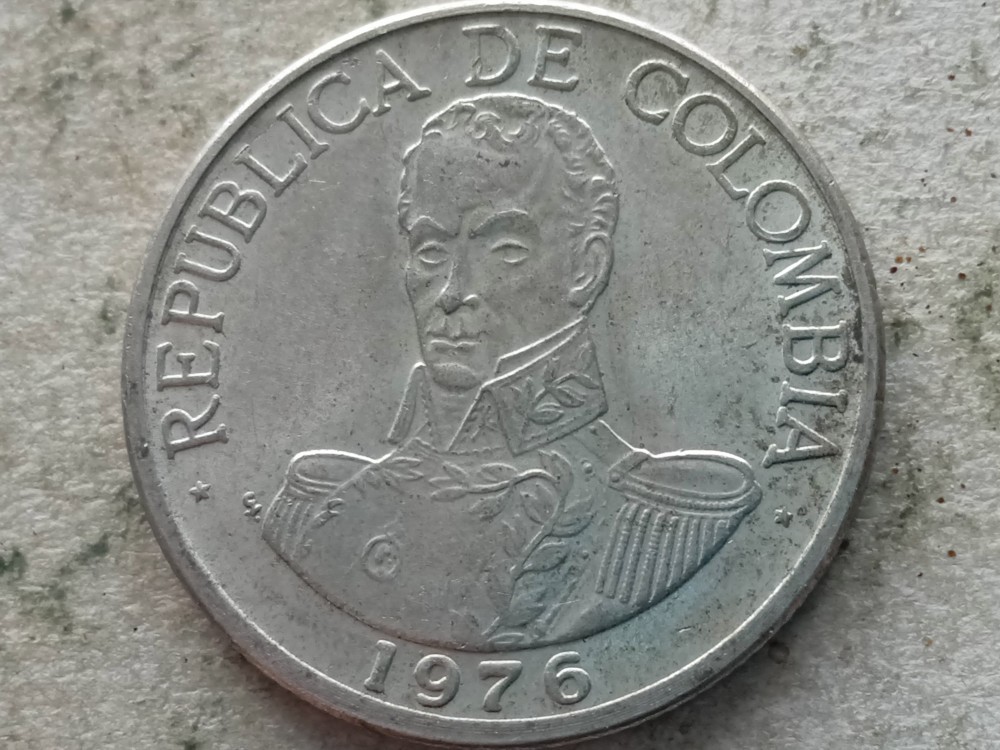 REPUBLICA DE COLOMBIA
1976